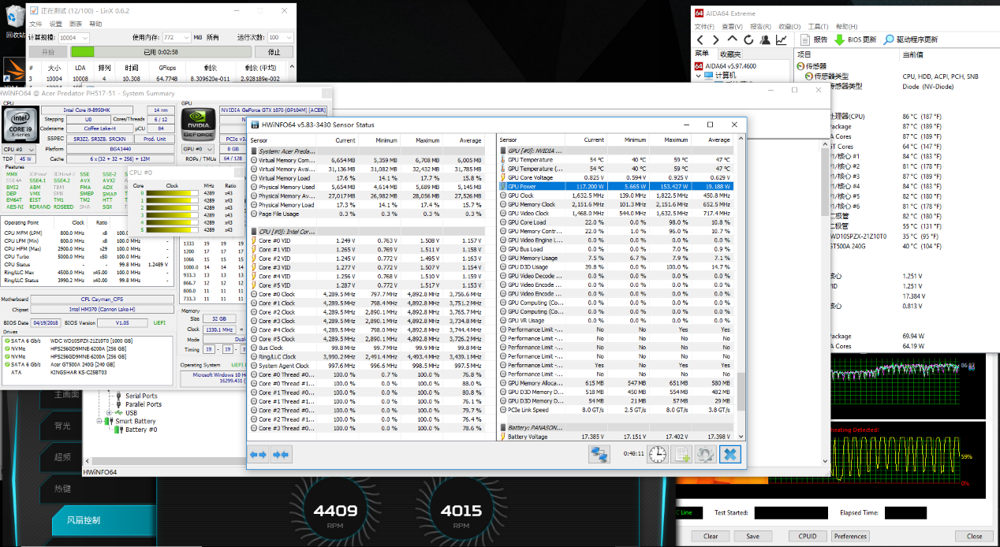 回收站
正在测试 (12/100) - LinX 0.6.2
文件 设置 图表 帮助
计算规模: 10004 使用内存: 772 MiB 所有 运行次数: 100
开始 已用 0:02:58 停止
# 大小 LDA 排列 时间 GFlops 剩余 剩余 (平均)
3 10004 10008 4 10.308 64.7748 8.309620e-011 2.928189e-002
HWiNFO64 @ Acer Predator PH517-51 - System Summary
CPU
Intel Core i9-8950HK 14 nm
Stepping U0 Cores/Threads 6 / 12
Codename Coffee Lake-H μCU 84
SSPEC SR3Z2, SR3ZB, SRCKN Prod. Unit
CPU #0 Platform BGA1440
TDP 45 W Cache 6 x (32 + 32 + 256) + 12M
intel CORE i9 X-series
Features
MMX 3DNow! 3DNow!-2 SSE SSE-2
SSE4A SSE4.1 SSE4.2 AVX AVX2
BMI2 ABM TBM FMA ADX
DEP VMX SMX SMEP SMAP
EM64T EIST TM1 TM2 HTT
AES-NI RDRAND RDSEED SHA SGX
Operating Point Clock Ratio
CPU MFM (LPM) 800.0 MHz x8 100.0 MHz -
CPU LFM (Min) 800.0 MHz x8 100.0 MHz -
CPU HFM (Max) 2900.0 MHz x29 100.0 MHz -
CPU Turbo 5000.0 MHz x50 100.0 MHz -
CPU Status - - 99.8 MHz 1.2489 V
Ring/LLC Max 4500.0 MHz x45.00 100.0 MHz -
Ring/LLC Status 3990.2 MHz x40.00 99.8 MHz -
Motherboard CFL Cayman_CFS
Chipset Intel HM370 (Cannon Lake-H)
BIOS Date 04/19/2018 BIOS Version V1.05 UEFI
Drives
SATA 6 Gb/s WDC WD10SPZX-21Z10T0 [1000 GB]
NVMe HFS256GD9MNE-6200A [256 GB]
NVMe HFS256GD9MNE-6200A [256 GB]
SATA 6 Gb/s Acer GT500A 240G [240 GB]
ATA KINGSHAR KS-C25BT03
GPU
NVIDIA GEFORCE
NVIDIA GeForce GTX 1070 (GP104M) [ACER]
PCIe v3
GPU #0 8 GB
ROPs / TMUs 64 / 128
CPU #0
Core Clock MHz Ratio
0 4289 x43
1 4289 x43
2 4289 x43
3 4289 x43
4 4289 x43
5 4289 x43
1333 19 19
1200 17 17
1066 15 15
1000.0 14 14
933.3 13 13
866.7 12 12
800.0 11 11
733.3 11 11
Memory
Size 32 GB
Clock 1330.1 MHz =
Mode Dual
Timing 19 - 19 -
Operating System UEFI
Microsoft Windows 10 H
16299.431
Serial Ports
Parallel Ports
USB
Smart Battery
Battery #0
HWiNFO64
HWiNFO64 v5.83-3430 Sensor Status
Sensor Current Minimum Maximum Average
System: Acer Preda...
Virtual Memory Com... 6,654 MB 5,359 MB 6,708 MB 6,005 MB
Virtual Memory Avai... 31,136 MB 31,082 MB 32,432 MB 31,785 MB
Virtual Memory Load 17.6 % 14.1 % 17.7 % 15.8 %
Physical Memory Used 5,654 MB 4,614 MB 5,689 MB 5,145 MB
Physical Memory Av... 27,017 MB 26,982 MB 28,056 MB 27,526 MB
Physical Memory Load 17.3 % 14.1 % 17.4 % 15.7 %
Page File Usage 0.3 % 0.3 % 0.3 % 0.3 %
CPU [#0]: Intel Cor...
Core #0 VID 1.249 V 0.763 V 1.508 V 1.157 V
Core #1 VID 1.265 V 0.769 V 1.511 V 1.158 V
Core #2 VID 1.245 V 0.772 V 1.495 V 1.163 V
Core #3 VID 1.277 V 0.772 V 1.507 V 1.154 V
Core #4 VID 1.256 V 0.768 V 1.510 V 1.159 V
Core #5 VID 1.287 V 0.772 V 1.517 V 1.153 V
Core #0 Clock 4,289.5 MHz 797.7 MHz 4,892.8 MHz 3,756.6 MHz
Core #1 Clock 4,289.5 MHz 798.4 MHz 4,892.8 MHz 3,751.2 MHz
Core #2 Clock 4,289.5 MHz 2,890.1 MHz 4,892.8 MHz 3,765.7 MHz
Core #3 Clock 4,289.5 MHz 2,890.1 MHz 4,892.8 MHz 3,734.8 MHz
Core #4 Clock 4,289.5 MHz 798.0 MHz 4,892.8 MHz 3,744.4 MHz
Core #5 Clock 4,289.5 MHz 2,890.2 MHz 4,892.8 MHz 3,726.2 MHz
Bus Clock 99.8 MHz 99.7 MHz 99.9 MHz 99.8 MHz
Ring/LLC Clock 3,990.2 MHz 2,491.4 MHz 4,493.4 MHz 3,439.1 MHz
System Agent Clock 997.6 MHz 996.6 MHz 998.5 MHz 997.5 MHz
Core #0 Thread #0... 100.0 % 0.7 % 100.0 % 76.8 %
Core #0 Thread #1... 100.0 % 0.0 % 100.0 % 88.0 %
Core #1 Thread #0... 100.0 % 0.0 % 100.0 % 80.8 %
Core #1 Thread #1... 100.0 % 0.0 % 100.0 % 76.1 %
Core #2 Thread #0... 100.0 % 0.0 % 100.0 % 79.7 %
Core #2 Thread #1... 100.0 % 0.0 % 100.0 % 76.4 %
Core #3 Thread #0... 100.0 % 0.0 % 100.0 % 78.6 %
Sensor Current Minimum Maximum Average
GPU [#0]: NVIDIA ...
GPU Temperature 54 ℃ 40 ℃ 59 ℃ 47 ℃
GPU Temperature (... 54 ℃ 40 ℃ 59 ℃ 47 ℃
GPU Core Voltage 0.825 V 0.594 V 0.925 V 0.629 V
GPU Power 117.200 W 5.665 W 153.427 W 19.188 W
GPU Clock 1,632.5 MHz 139.0 MHz 1,822.5 MHz 450.8 MHz
GPU Memory Clock 2,151.6 MHz 101.3 MHz 2,151.6 MHz 652.5 MHz
GPU Video Clock 1,468.0 MHz 544.0 MHz 1,632.5 MHz 717.4 MHz
GPU Core Load 22.0 % 0.0 % 98.0 % 10.8 %
GPU Memory Contr... 22.0 % 1.0 % 96.0 % 10.7 %
GPU Video Engine L... 0.0 % 0.0 % 0.0 % 0.0 %
GPU Bus Load 0.0 % 0.0 % 7.0 % 0.9 %
GPU Memory Usage 7.5 % 6.7 % 7.9 % 7.1 %
GPU D3D Usage 39.8 % 0.0 % 100.0 % 14.7 %
GPU Video Decode ... 0.0 % 0.0 % 0.0 % 0.0 %
GPU Video Encode ... 0.0 % 0.0 % 0.0 % 0.0 %
GPU Video Encode ... 0.0 % 0.0 % 0.0 % 0.0 %
GPU Computing (Co... 0.0 % 0.0 % 0.0 % 0.0 %
GPU Computing (Co... 0.0 % 0.0 % 0.0 % 0.0 %
GPU VR Usage 0.0 % 0.0 % 0.0 % 0.0 %
Performance Limit -... No No Yes Yes
Performance Limit -... No No No No
Performance Limit -... No No No No
Performance Limit -... No No No No
Performance Limit -... Yes No Yes Yes
Performance Limit -... No No No No
GPU Memory Alloca... 615 MB 547 MB 651 MB 580 MB
GPU D3D Memory D... 518 MB 450 MB 554 MB 482 MB
GPU D3D Memory D... 54 MB 21 MB 57 MB 29 MB
PCIe Link Speed 8.0 GT/s 2.5 GT/s 8.0 GT/s 3.8 GT/s
Battery: PANASON...
Battery Voltage 17.385 V 17.151 V 17.402 V 17.398 V
0:48:11
AIDA64 Extreme
文件(F) 查看(V) 报告(R) 收藏(O) 工具(T) 帮助(H)
报告 BIOS 更新 驱动程序更新
菜单 收藏夹
AIDA64 v5.97.4600
计算机
项目 当前值
传感器
传感器类型 CPU, HDD, ACPI, PCH, SNB
感器类型 Diode (NV-Diode)
处理器(CPU) 86 °C (187 °F)
Package 87 °C (189 °F)
GT Cores 64 °C (147 °F)
#1/核心 #1 84 °C (183 °F)
#1/核心 #2 81 °C (178 °F)
#1/核心 #3 87 °C (189 °F)
#1/核心 #4 84 °C (183 °F)
#1/核心 #5 82 °C (180 °F)
#1/核心 #6 81 °C (178 °F)
二极管 82 °C (180 °F)
二极管 55 °C (131 °F)
WD10SPZX-21Z10T0 35 °C (95 °F)
GT500A 240G 40 °C (104 °F)
核心 1.251 V
VID 1.251 V
17.384 V
核心 0.813 V
Package 69.94 W
A Cores 64.19 W
heating Detected:
59%
0%
C Line Test Started: Elapsed Time:
Clear Save CPUID Preferences Close
主画面
背光
超频
热键
风扇控制
4409
RPM
4015
RPM